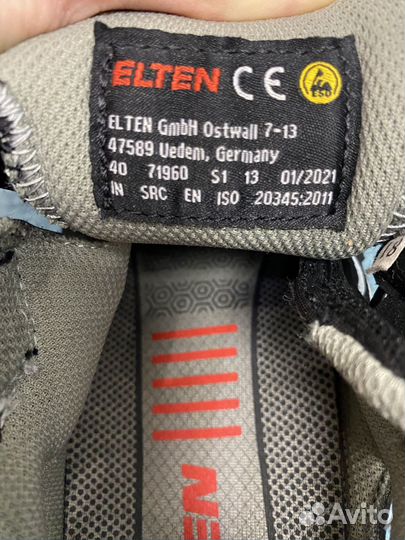 ELTEN CE ESD
ELTEN GmbH Ostwall 7-13
47589 Uedem, Germany
40 71960 S1 13 01/2021
IN SRC EN ISO 20345:2011
EN
Avito